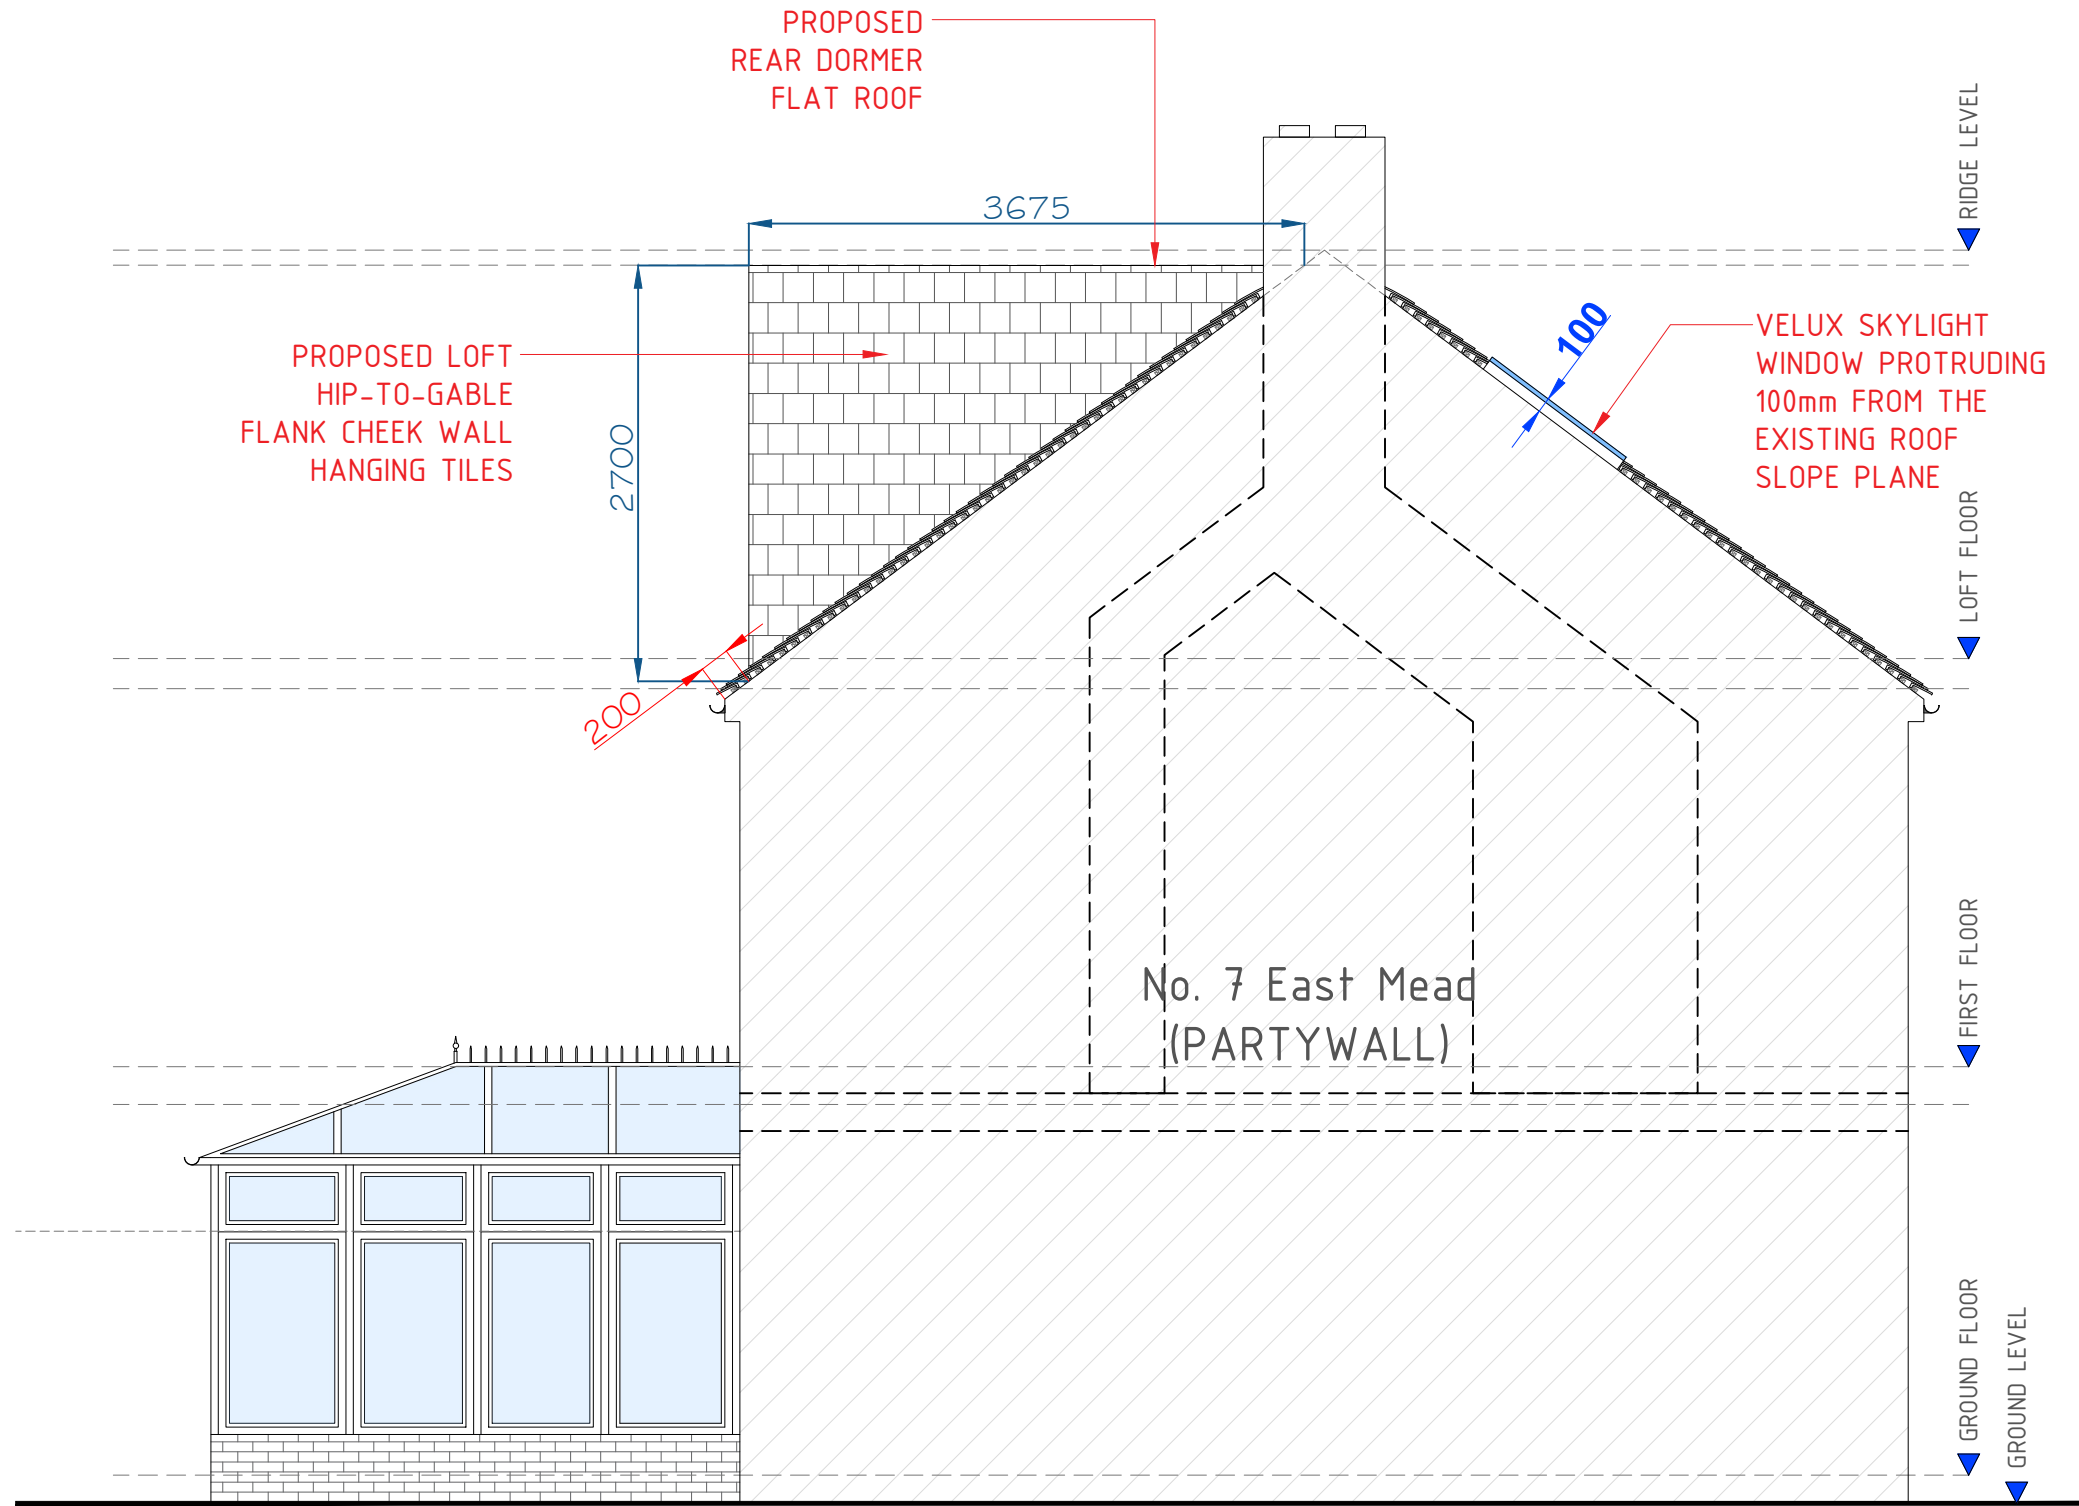 PROPOSED
REAR DORMER
FLAT ROOF
RIDGE LEVEL
3675
PROPOSED LOFT
HIP-TO-GABLE
FLANK CHEEK WALL
HANGING TILES
2700
100
VELUX SKYLIGHT
WINDOW PROTRUDING
100mm FROM THE
EXISTING ROOF
SLOPE PLANE
LOFT FLOOR
200
FIRST FLOOR
No. 7 East Mead
(PARTYWALL)
GROUND FLOOR
GROUND LEVEL